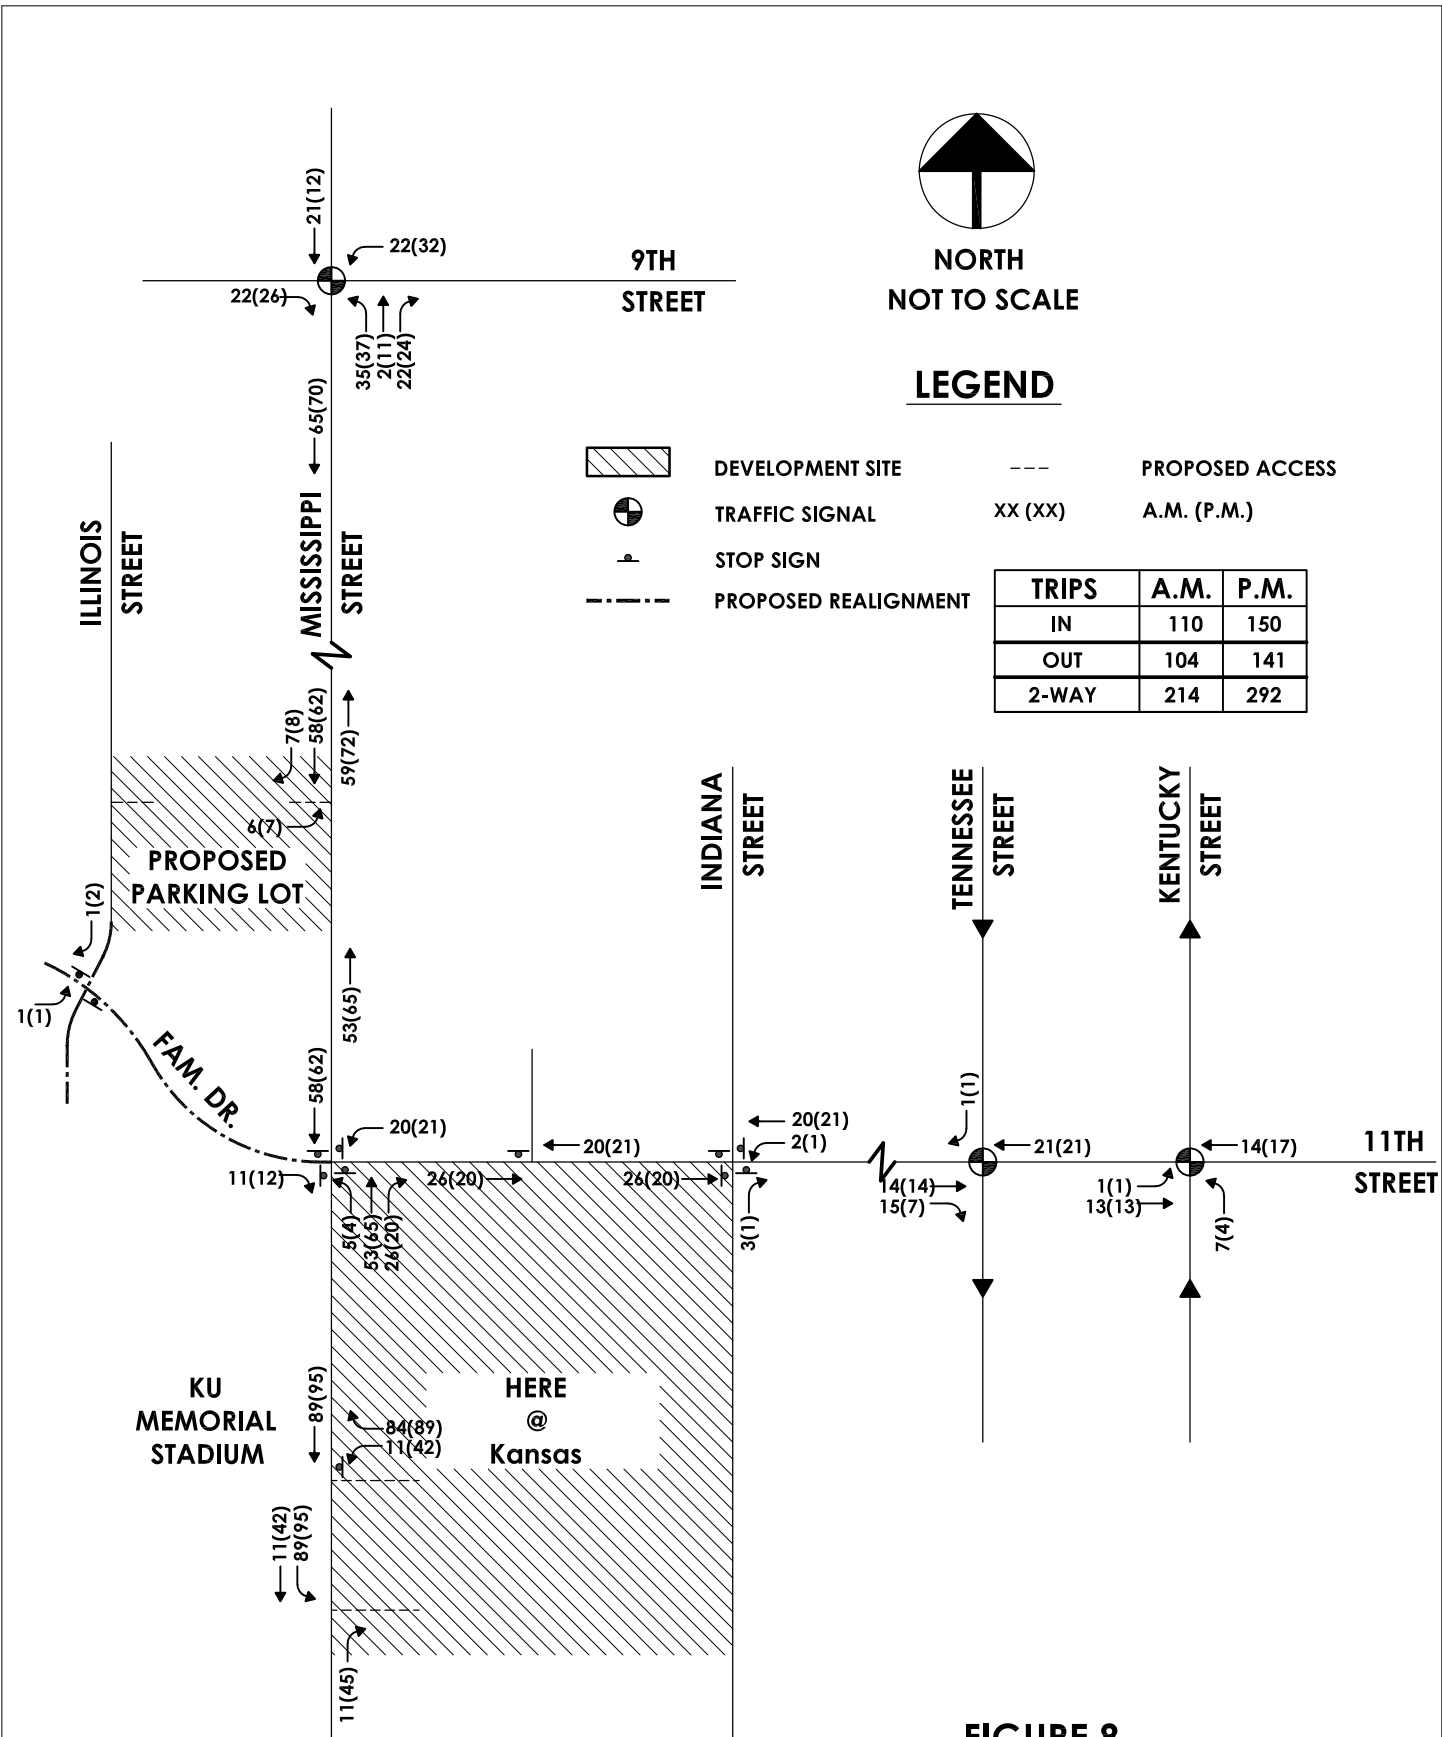 21(12)
22(32)
9TH
STREET
22(26)
35(37)
2(11)
22(24)
NORTH
NOT TO SCALE
65(70)
LEGEND
DEVELOPMENT SITE
PROPOSED ACCESS
TRAFFIC SIGNAL
XX (XX)
A.M. (P.M.)
STOP SIGN
PROPOSED REALIGNMENT
ILLINOIS
STREET
MISSISSIPPI
STREET
TRIPS A.M. P.M.
IN 110 150
OUT 104 141
2-WAY 214 292
7(8)
58(62)
59(72)
6(7)
PROPOSED
PARKING LOT
INDIANA
STREET
TENNESSEE
STREET
KENTUCKY
STREET
1(2)
1(1)
53(65)
FAM. DR.
58(62)
20(21)
20(21)
20(21)
2(1)
1(1)
21(21)
14(17)
11TH
STREET
11(12)
26(20)
26(20)
14(14)
15(7)
1(1)
13(13)
5(4)
53(65)
26(20)
3(1)
7(4)
KU
MEMORIAL
STADIUM
89(95)
HERE
@
Kansas
84(89)
11(42)
11(42)
89(95)
11(45)